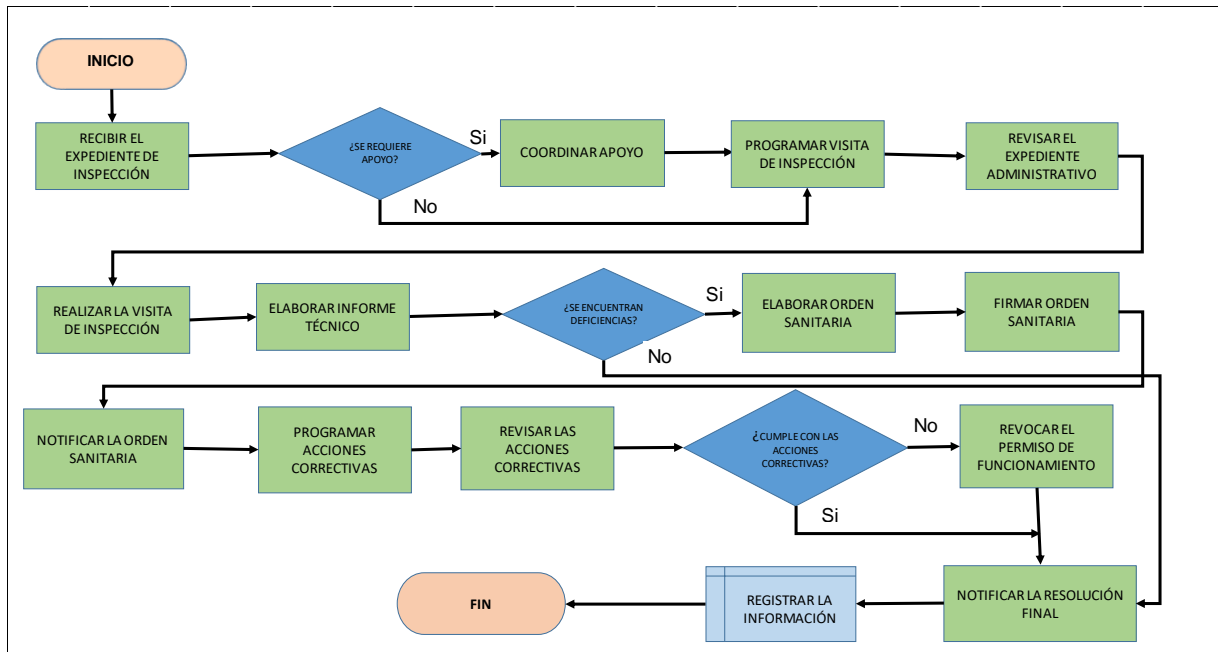 INICIO
RECIBIR EL
EXPEDIENTE DE
INSPECCIÓN
¿SE REQUIERE
APOYO?
Si
No
COORDINAR APOYO
PROGRAMAR VISITA
DE INSPECCIÓN
REVISAR EL
EXPEDIENTE
ADMINISTRATIVO
REALIZAR LA VISITA
DE INSPECCIÓN
ELABORAR INFORME
TÉCNICO
¿SE ENCUENTRAN
DEFICIENCIAS?
Si
No
ELABORAR ORDEN
SANITARIA
FIRMAR ORDEN
SANITARIA
NOTIFICAR LA ORDEN
SANITARIA
PROGRAMAR
ACCIONES
CORRECTIVAS
REVISAR LAS
ACCIONES
CORRECTIVAS
¿CUMPLE CON LAS
ACCIONES
CORRECTIVAS?
No
Si
REVOCAR EL
PERMISO DE
FUNCIONAMIENTO
NOTIFICAR LA RESOLUCIÓN
FINAL
REGISTRAR LA
INFORMACIÓN
FIN